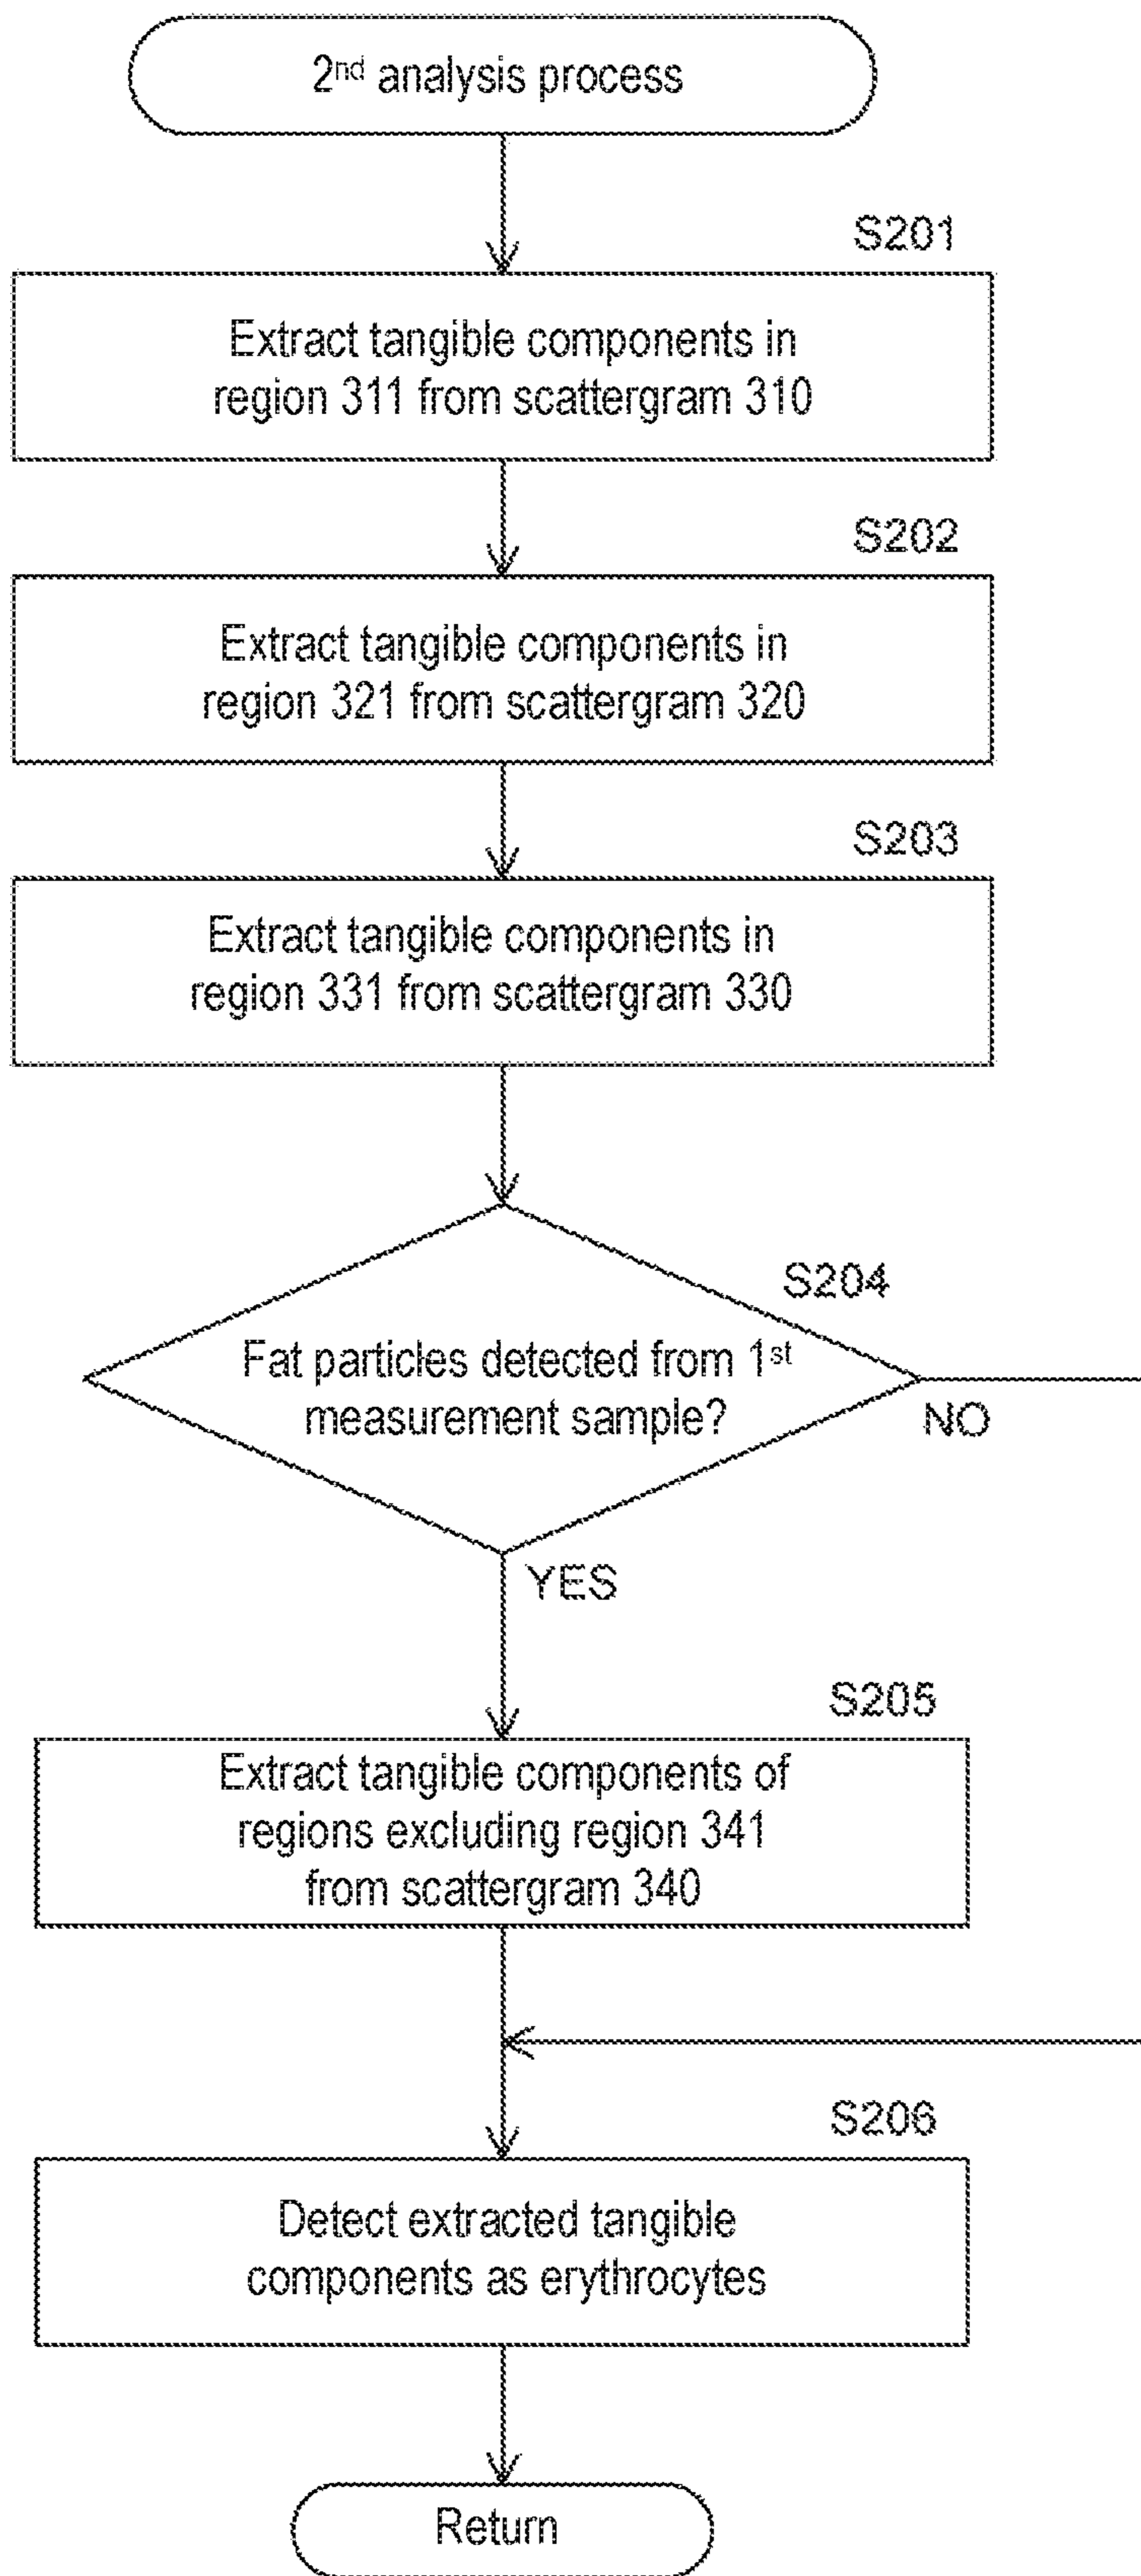 2nd analysis process
S201
Extract tangible components in
region 311 from scattergram 310
S202
Extract tangible components in
region 321 from scattergram 320
S203
Extract tangible components in
region 331 from scattergram 330
S204
Fat particles detected from 1st
measurement sample?
NO
YES
S205
Extract tangible components of
regions excluding region 341
from scattergram 340
S206
Detect extracted tangible
components as erythrocytes
Return